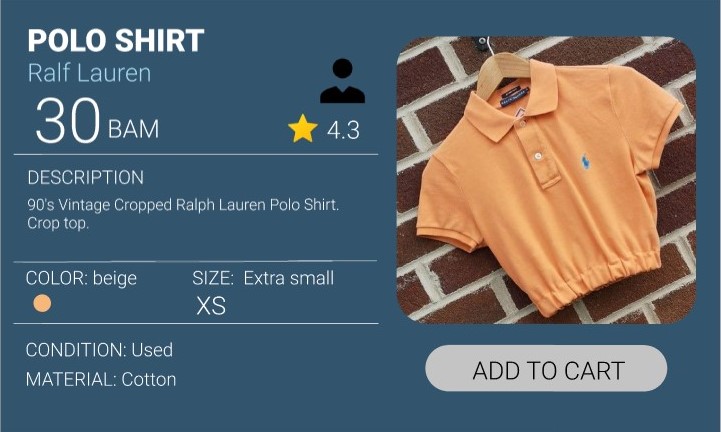 POLO SHIRT
Ralf Lauren
30 BAM
4.3
DESCRIPTION
90's Vintage Cropped Ralph Lauren Polo Shirt.
Crop top.
COLOR: beige
SIZE: Extra small
XS
CONDITION: Used
MATERIAL: Cotton
ADD TO CART